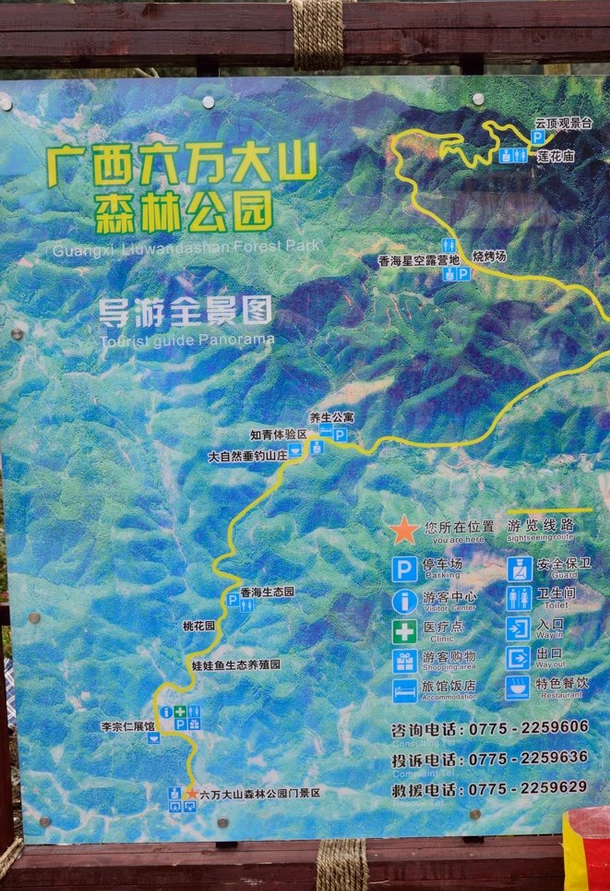 广西六万大山
森林公园
Guangxi Liuwandashan Forest Park
导游全景图
Tourist guide Panorama
云顶观景台
P
莲花庙
香海星空露营地
烧烤场
P
养生公寓
知青体验区
P
大自然垂钓山庄
香海生态园
P
桃花园
娃娃鱼生态养殖园
李宗仁展馆
P
六万大山森林公园门景区
您所在位置
you are here
游览线路
sightseeing route
P 停车场
Parking
安全保卫
Guard
游客中心
Visitor Center
卫生间
Toilet
医疗点
Clinic
入口
Way in
游客购物
Shopping area
出口
Way out
旅馆饭店
Accommodation
特色餐饮
Restaurant
咨询电话：0775 - 2259606
Consulting Tel
投诉电话：0775 - 2259636
Complaint Tel
救援电话：0775 - 2259629